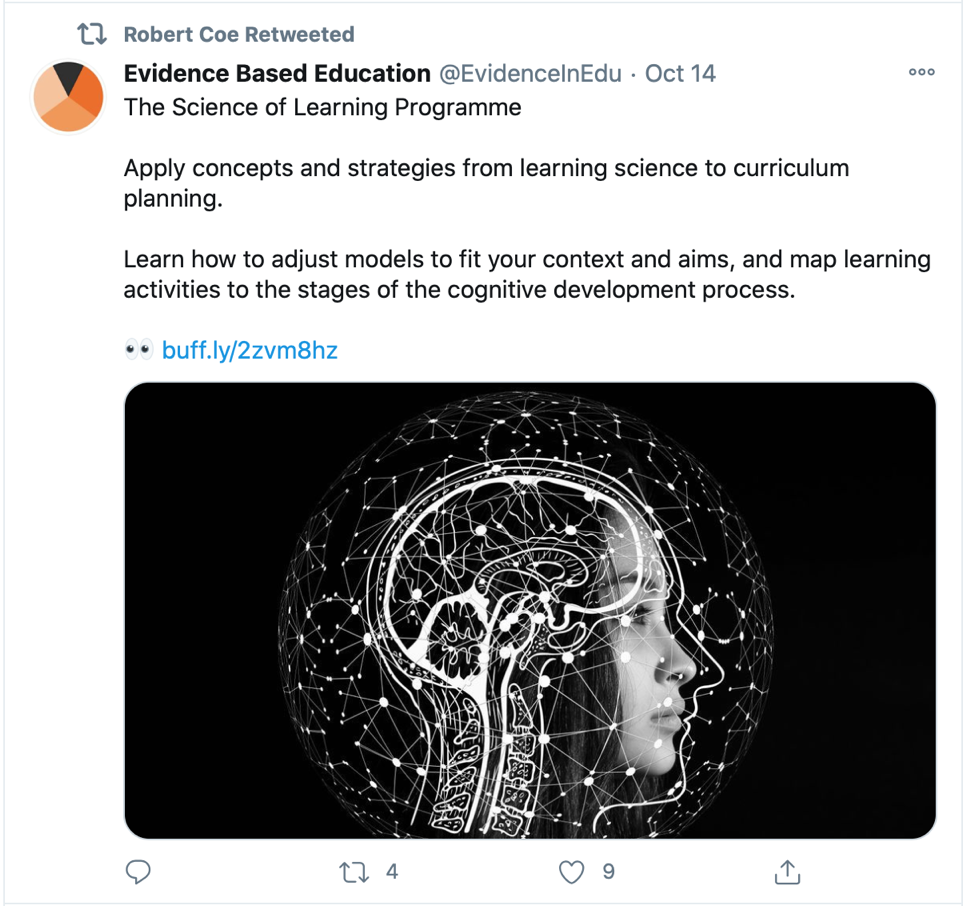 Robert Coe Retweeted
Evidence Based Education @EvidenceInEdu · Oct 14
The Science of Learning Programme
Apply concepts and strategies from learning science to curriculum
planning.
Learn how to adjust models to fit your context and aims, and map learning
activities to the stages of the cognitive development process.
👀 buff.ly/2zvm8hz
4 9